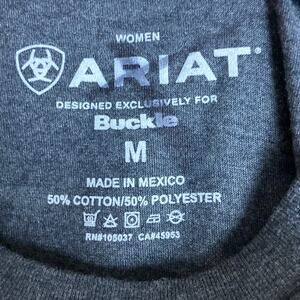 WOMEN
ARIAT
DESIGNED EXCLUSIVELY FOR
Buckle
M
MADE IN MEXICO
50% COTTON/50% POLYESTER
RN#105037 CA#45953